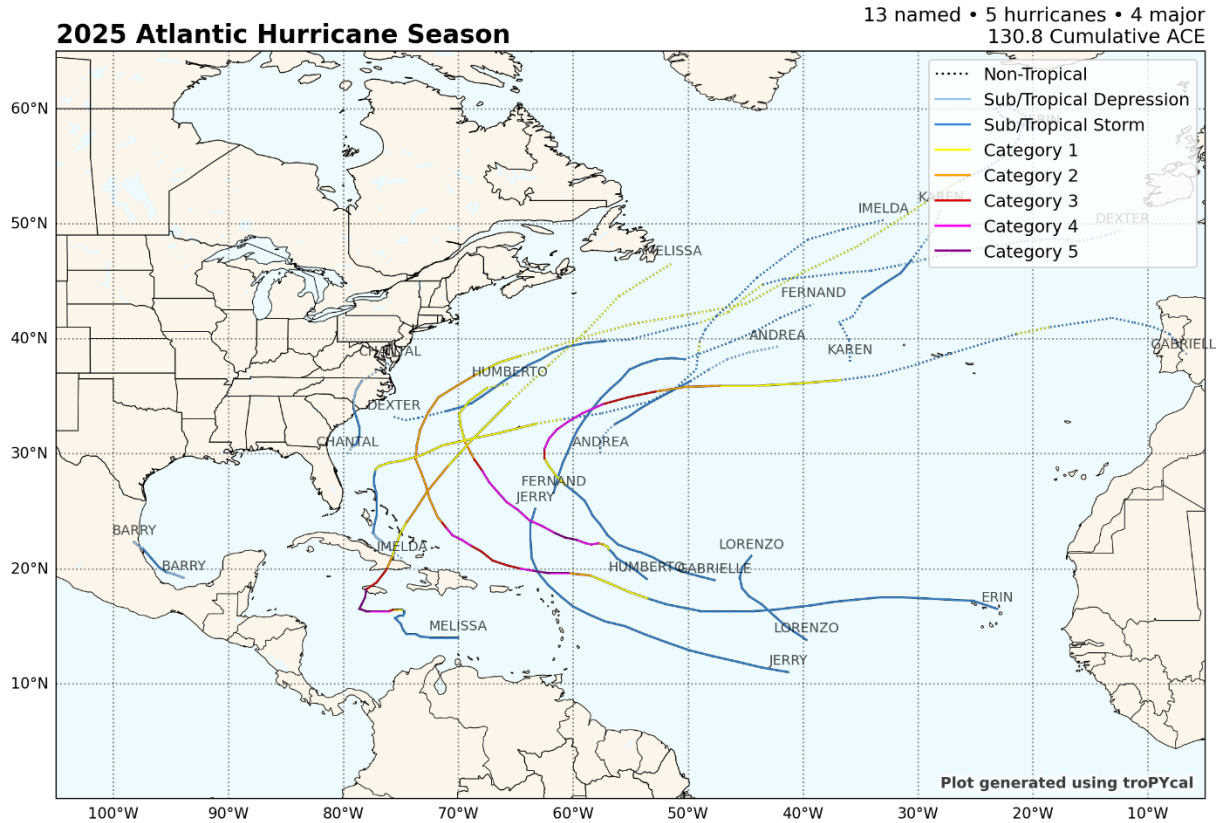 13 named • 5 hurricanes • 4 major
2025 Atlantic Hurricane Season
130.8 Cumulative ACE
Non-Tropical
Sub/Tropical Depression
Sub/Tropical Storm
Category 1
Category 2
Category 3
Category 4
Category 5
60°N
50°N
40°N
30°N
20°N
10°N
ERIN
KAREN
IMELDA
DEXTER
MELISSA
FERNAND
ANDREA
KAREN
GABRIELL
CHANTAL
HUMBERTO
DEXTER
CHANTAL
ANDREA
FERNAND
JERRY
BARRY
IMELDA
LORENZO
BARRY
HUMBERTO
GABRIELLE
ERIN
MELISSA
LORENZO
JERRY
Plot generated using troPYcal
100°W
90°W
80°W
70°W
60°W
50°W
40°W
30°W
20°W
10°W